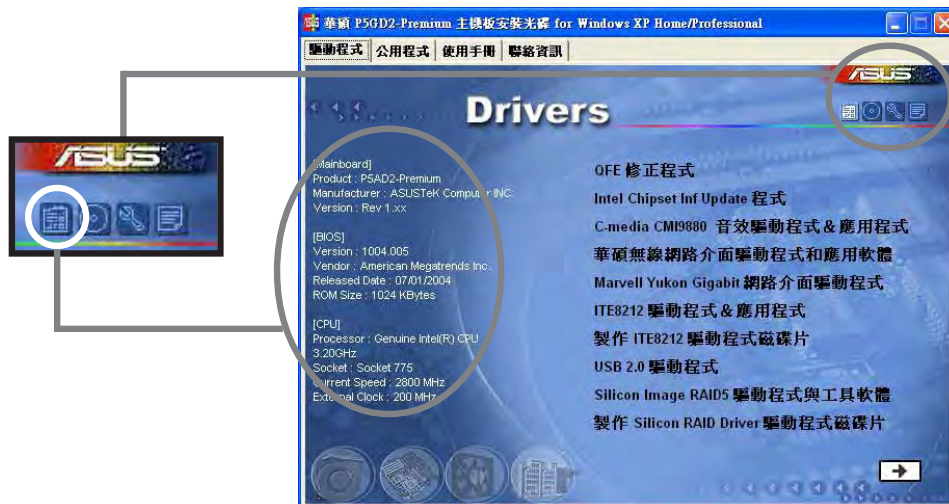 華碩 P5GD2-Premium 主機板安裝光碟 for Windows XP Home/Professional
驅動程式 公用程式 使用手冊 聯絡資訊
ASUS
Drivers
ASUS
[Mainboard]
Product : P5AD2-Premium
Manufacturer : ASUSTeK Computer INC.
Version : Rev 1.xx
[BIOS]
Version : 1004.005
Vendor : American Megatrends Inc.
Released Date : 07/01/2004
ROM Size : 1024 KBytes
[CPU]
Processor : Genuine Intel(R) CPU
3.20GHz
Socket : Socket 775
Current Speed : 2800 MHz
External Clock : 200 MHz
QFE 修正程式
Intel Chipset Inf Update 程式
C-media CMI9880 音效驅動程式&應用程式
華碩無線網路介面驅動程式和應用軟體
Marvell Yukon Gigabit 網路介面驅動程式
ITE8212 驅動程式&應用程式
製作 ITE8212 驅動程式磁碟片
USB 2.0 驅動程式
Silicon Image RAID5 驅動程式與工具軟體
製作 Silicon RAID Driver 驅動程式磁碟片